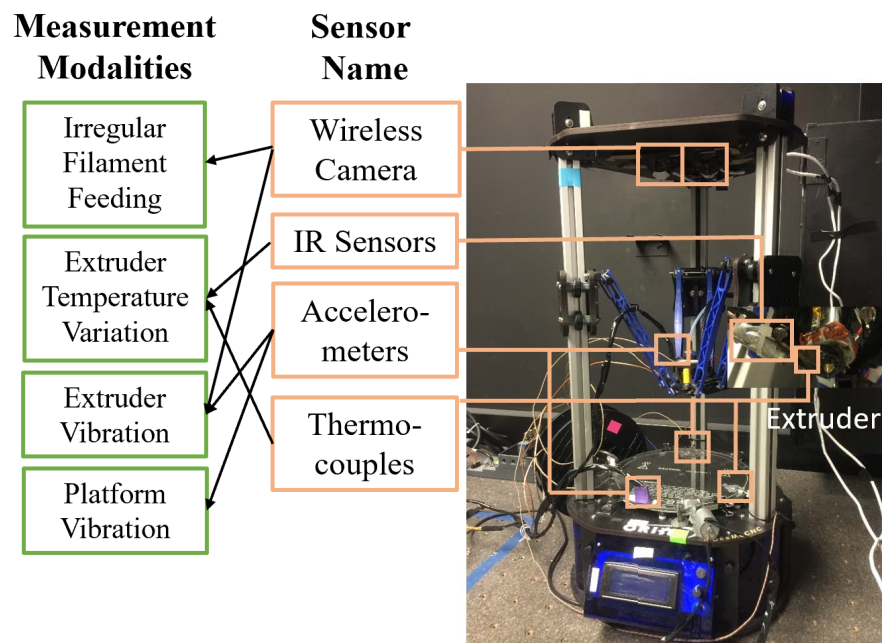 Measurement
Modalities
Sensor
Name
Irregular
Filament
Feeding
Extruder
Temperature
Variation
Extruder
Vibration
Platform
Vibration
Wireless
Camera
IR Sensors
Accelero-
meters
Thermo-
couples
Extruder